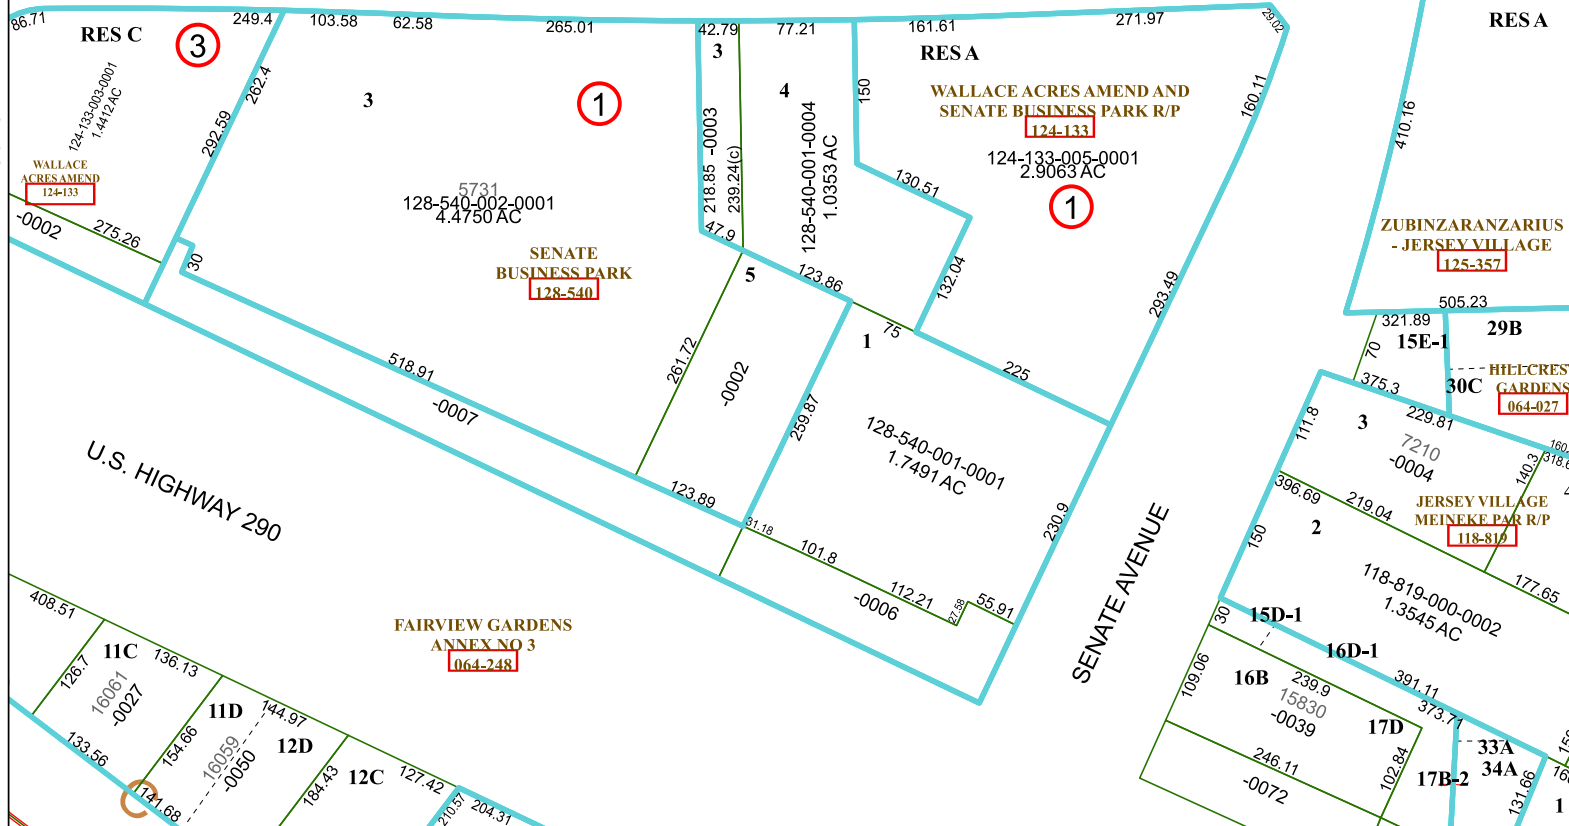 86.71
RES C
3
249.4
103.58
62.58
265.01
42.79
77.21
161.61
271.97
29.02
RES A
124-133-003-0001
1.4412 AC
262.4
292.59
3
1
3
4
150
RES A
WALLACE ACRES AMEND AND
SENATE BUSINESS PARK R/P
124-133
124-133-005-0001
2.9063 AC
1
160.11
410.16
WALLACE
ACRES AMEND
124-133
-0002
275.26
30
5731
128-540-002-0001
4.4750 AC
SENATE
BUSINESS PARK
128-540
218.85
-0003
239.24(c)
47.9
128-540-001-0004
1.0353 AC
130.51
132.04
123.86
5
75
1
225
293.49
ZUBINZARANZARIUS
- JERSEY VILLAGE
125-357
505.23
321.89
15E-1
29B
70
375.3
30C
HILLCREST
GARDENS
064-027
518.91
-0007
261.72
-0002
259.87
128-540-001-0001
1.7491 AC
111.8
3
229.81
7210
-0004
160.
318.6
140.3
U.S. HIGHWAY 290
123.89
31.18
101.8
112.21
27.58
55.91
-0006
230.9
SENATE AVENUE
396.69
219.04
150
2
JERSEY VILLAGE
MEINEKE PAR R/P
118-819
177.65
118-819-000-0002
1.3545 AC
408.51
FAIRVIEW GARDENS
ANNEX NO 3
064-248
30
15D-1
16D-1
391.11
373.71
109.06
16B
239.9
15830
-0039
17D
246.11
-0072
102.84
17B-2
33A
34A
131.66
1
11C
136.13
126.7
16061
-0027
133.56
11D
144.97
154.66
16059
-0050
12D
141.68
184.43
12C
127.42
210.57
204.31